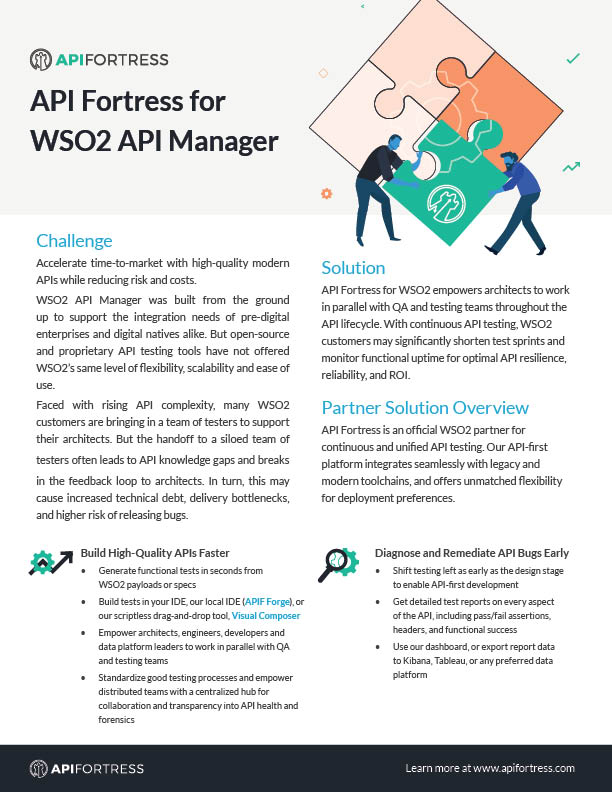 APIFORTRESS
API Fortress for
WSO2 API Manager
Challenge
Accelerate time-to-market with high-quality modern
APIs while reducing risk and costs.
WSO2 API Manager was built from the ground
up to support the integration needs of pre-digital
enterprises and digital natives alike. But open-source
and proprietary API testing tools have not offered
WSO2's same level of flexibility, scalability and ease of
use.
Faced with rising API complexity, many WSO2
customers are bringing in a team of testers to support
their architects. But the handoff to a siloed team of
testers often leads to API knowledge gaps and breaks
in the feedback loop to architects. In turn, this may
cause increased technical debt, delivery bottlenecks,
and higher risk of releasing bugs.
Solution
API Fortress for WSO2 empowers architects to work
in parallel with QA and testing teams throughout the
API lifecycle. With continuous API testing, WSO2
customers may significantly shorten test sprints and
monitor functional uptime for optimal API resilience,
reliability, and ROI.
Partner Solution Overview
API Fortress is an official WSO2 partner for
continuous and unified API testing. Our API-first
platform integrates seamlessly with legacy and
modern toolchains, and offers unmatched flexibility
for deployment preferences.
Build High-Quality APIs Faster
• Generate functional tests in seconds from
WSO2 payloads or specs
• Build tests in your IDE, our local IDE (APIF Forge), or
our scriptless drag-and-drop tool, Visual Composer
• Empower architects, engineers, developers and
data platform leaders to work in parallel with QA
and testing teams
• Standardize good testing processes and empower
distributed teams with a centralized hub for
collaboration and transparency into API health and
forensics
Diagnose and Remediate API Bugs Early
• Shift testing left as early as the design stage
to enable API-first development
• Get detailed test reports on every aspect
of the API, including pass/fail assertions,
headers, and functional success
• Use our dashboard, or export report data
to Kibana, Tableau, or any preferred data
platform
APIFORTRESS
Learn more at www.apifortress.com